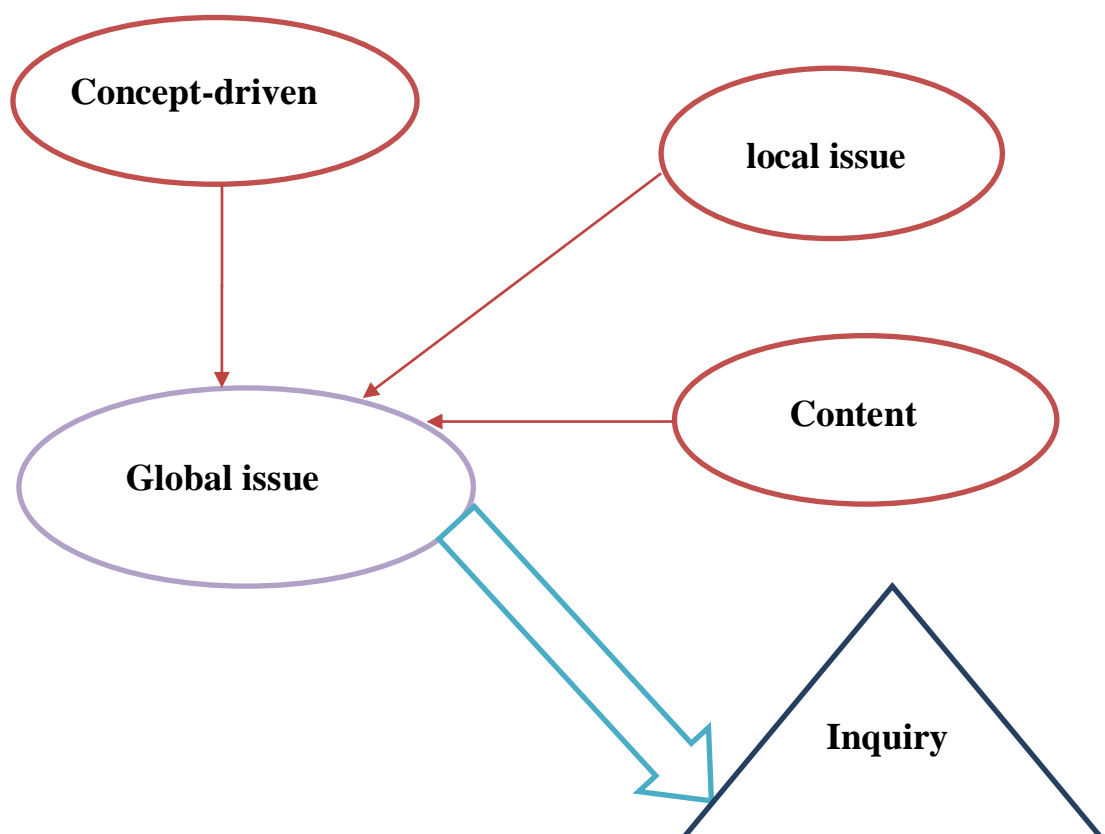 Concept-driven
local issue
Content
Global issue
Inquiry